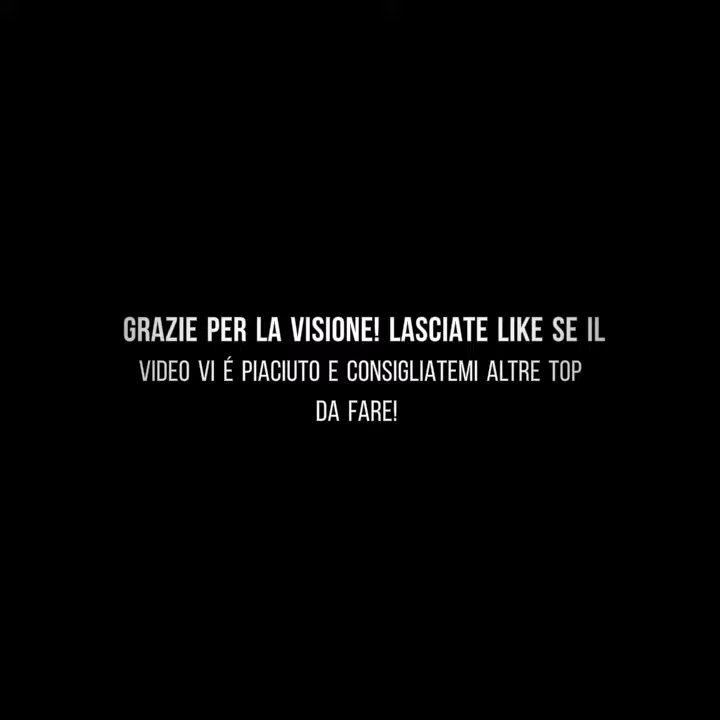 GRAZIE PER LA VISIONE! LASCIATE LIKE SE IL
VIDEO VI É PIACIUTO E CONSIGLIATEMI ALTRE TOP
DA FARE!